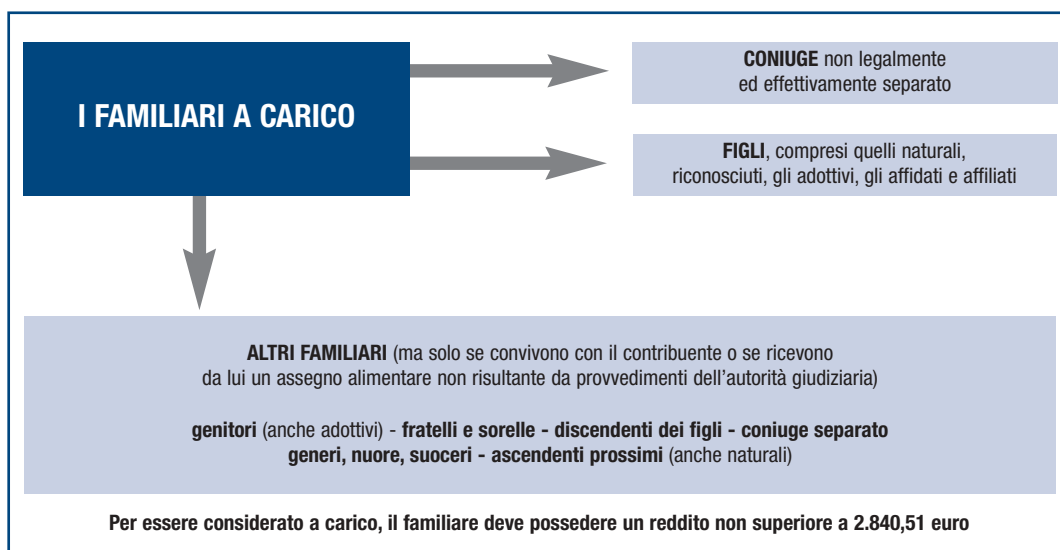 I FAMILIARI A CARICO
CONIUGE non legalmente
ed effettivamente separato
FIGLI, compresi quelli naturali,
riconosciuti, gli adottivi, gli affidati e affiliati
ALTRI FAMILIARI (ma solo se convivono con il contribuente o se ricevono
da lui un assegno alimentare non risultante da provvedimenti dell'autorità giudiziaria)
genitori (anche adottivi) - fratelli e sorelle - discendenti dei figli - coniuge separato
generi, nuore, suoceri - ascendenti prossimi (anche naturali)
Per essere considerato a carico, il familiare deve possedere un reddito non superiore a 2.840,51 euro